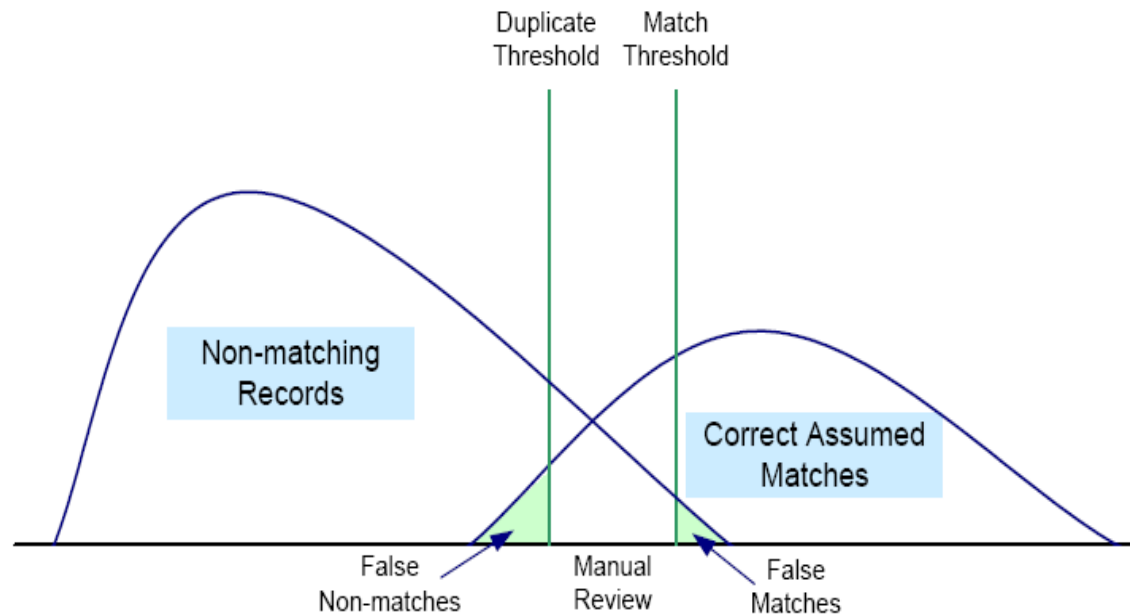 Duplicate
Threshold
Match
Threshold
Non-matching
Records
Correct Assumed
Matches
False
Non-matches
Manual
Review
False
Matches